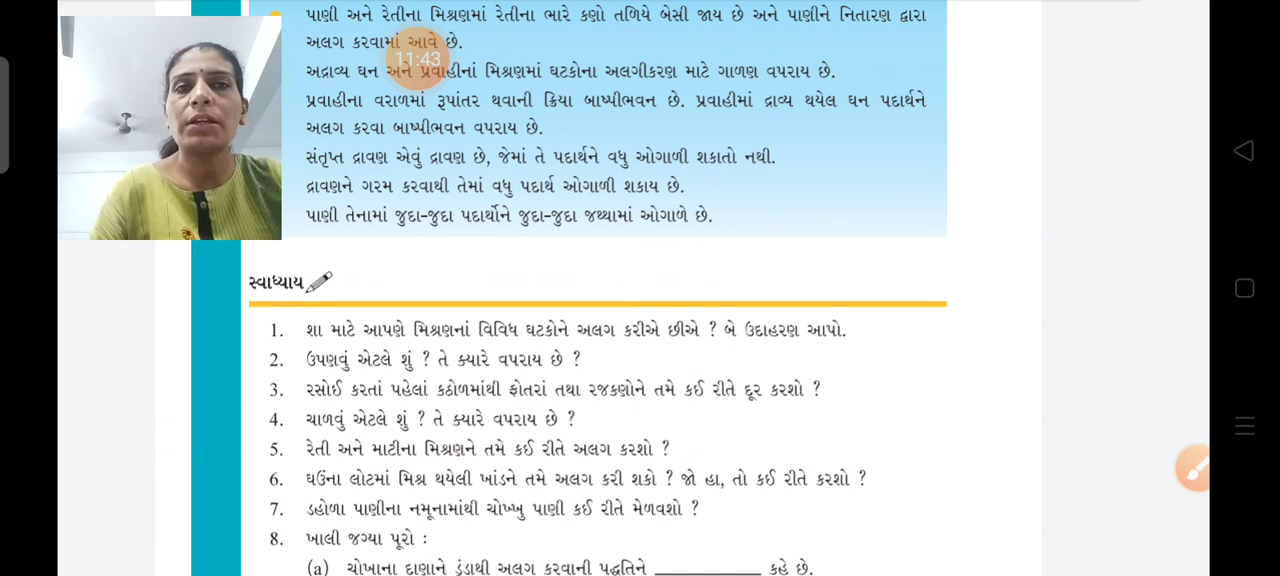 પાણી અને રેતીના મિશ્રણમાં રેતીના ભારે કણો તળિયે બેસી જાય છે અને પાણીને નિતારણ દ્વારા
અલગ કરવામાં આવે છે.
11:43
અદ્રાવ્ય ઘન અને પ્રવાહીનાં મિશ્રણમાં ઘટકોના અલગીકરણ માટે ગાળણ વપરાય છે.
પ્રવાહીના વરાળમાં રૂપાંતર થવાની ક્રિયા બાષ્પીભવન છે. પ્રવાહીમાં દ્રાવ્ય થયેલ ઘન પદાર્થને
અલગ કરવા બાષ્પીભવન વપરાય છે.
સંતૃપ્ત દ્રાવણ એવું દ્રાવણ છે, જેમાં તે પદાર્થને વધુ ઓગાળી શકાતો નથી.
દ્રાવણને ગરમ કરવાથી તેમાં વધુ પદાર્થ ઓગાળી શકાય છે.
પાણી તેનામાં જુદા-જુદા પદાર્થોને જુદા-જુદા જથ્થામાં ઓગાળે છે.
સ્વાધ્યાય
1. શા માટે આપણે મિશ્રણનાં વિવિધ ઘટકોને અલગ કરીએ છીએ ? બે ઉદાહરણ આપો.
2. ઉપણવું એટલે શું ? તે ક્યારે વપરાય છે ?
3. રસોઈ કરતાં પહેલાં કઠોળમાંથી ફોતરાં તથા રજકણોને તમે કઈ રીતે દૂર કરશો ?
4. ચાળવું એટલે શું ? તે ક્યારે વપરાય છે ?
5. રેતી અને માટીના મિશ્રણને તમે કઈ રીતે અલગ કરશો ?
6. ઘઉંના લોટમાં મિશ્ર થયેલી ખાંડને તમે અલગ કરી શકો ? જો હા, તો કઈ રીતે કરશો ?
7. ડહોળા પાણીના નમૂનામાંથી ચોખ્ખુ પાણી કઈ રીતે મેળવશો ?
8. ખાલી જગ્યા પૂરો :
(a) ચોખાના દાણાને ડૂંડાથી અલગ કરવાની પદ્ધતિને ___________ કહે છે.